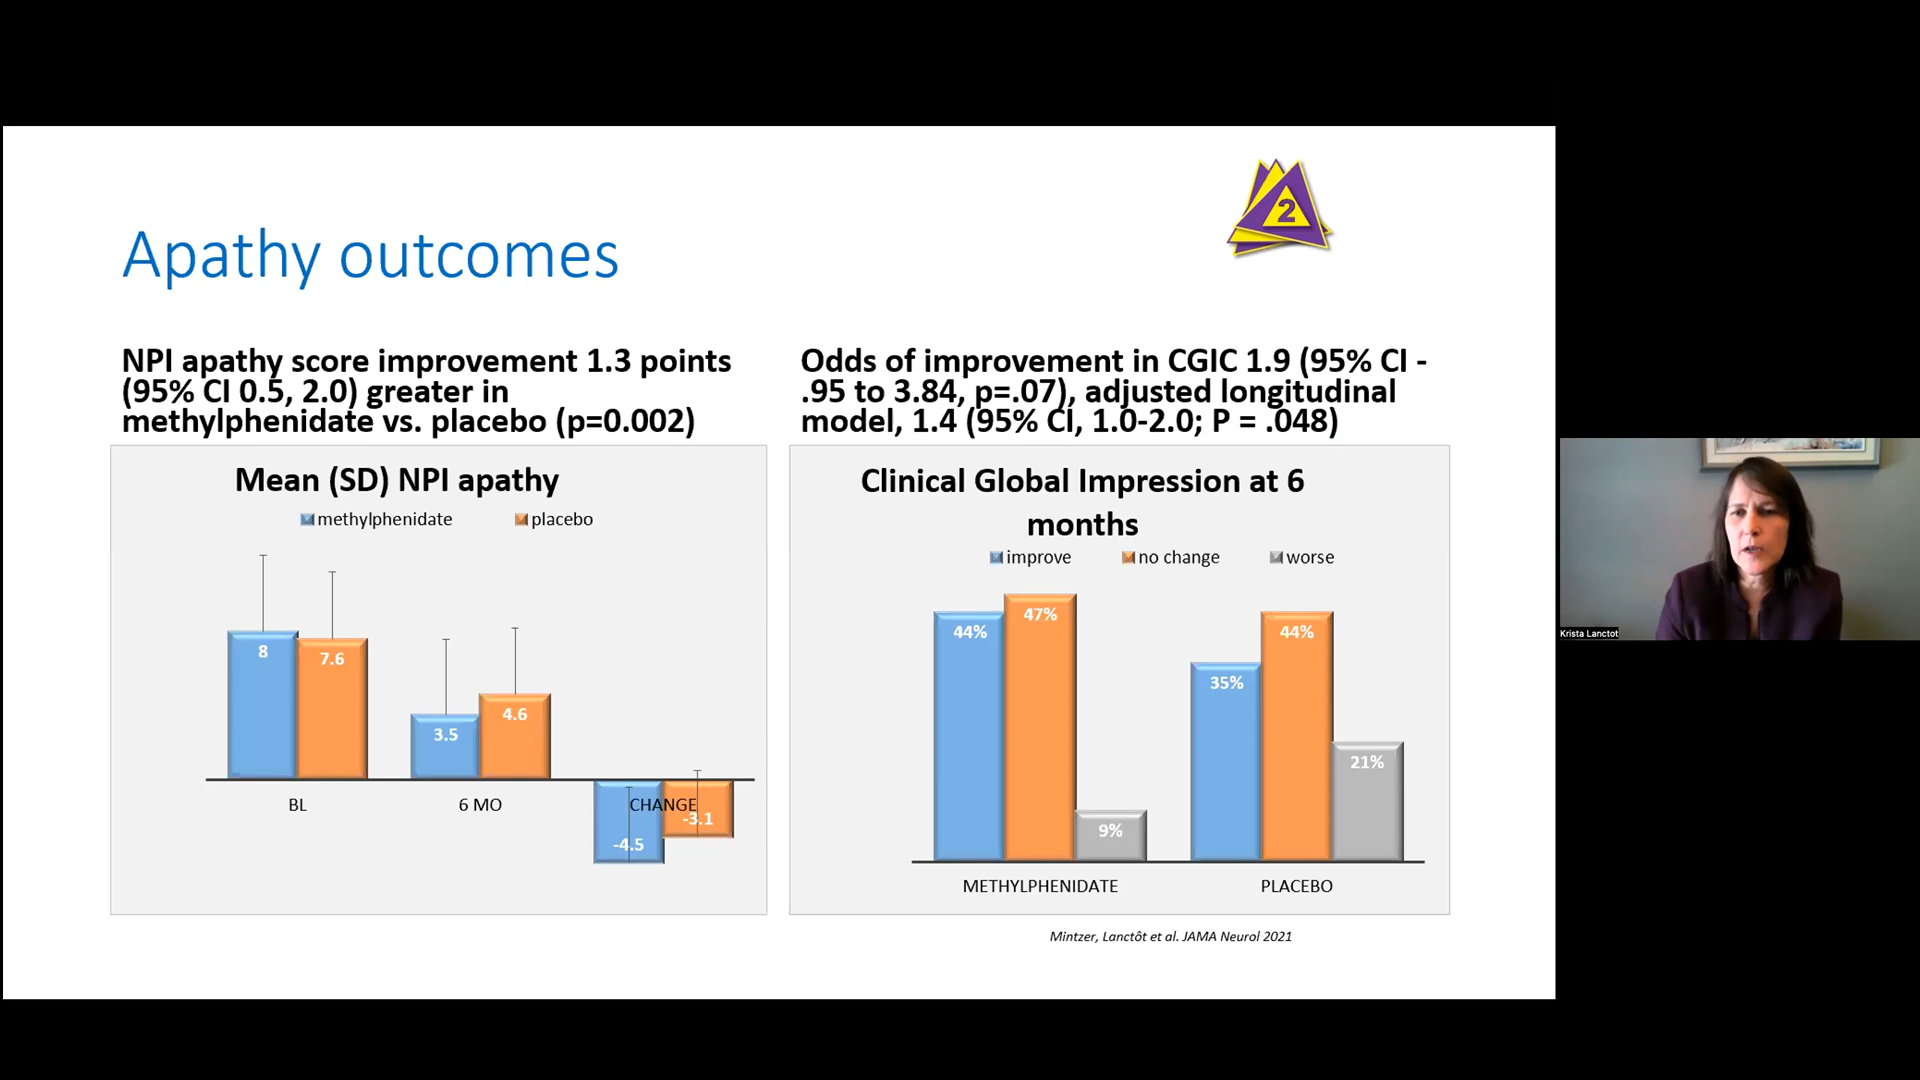 2
Apathy outcomes
NPI apathy score improvement 1.3 points
(95% CI 0.5, 2.0) greater in
methylphenidate vs. placebo (p=0.002)
Odds of improvement in CGIC 1.9 (95% CI -
.95 to 3.84, p=.07), adjusted longitudinal
model, 1.4 (95% CI, 1.0-2.0; P = .048)
Mean (SD) NPI apathy
methylphenidate placebo
8
7.6
3.5
4.6
-4.5
-3.1
BL 6 MO CHANGE
Clinical Global Impression at 6
months
improve no change worse
44%
47%
9%
35%
44%
21%
METHYLPHENIDATE PLACEBO
Mintzer, Lanctôt et al. JAMA Neurol 2021
Krista Lanctot